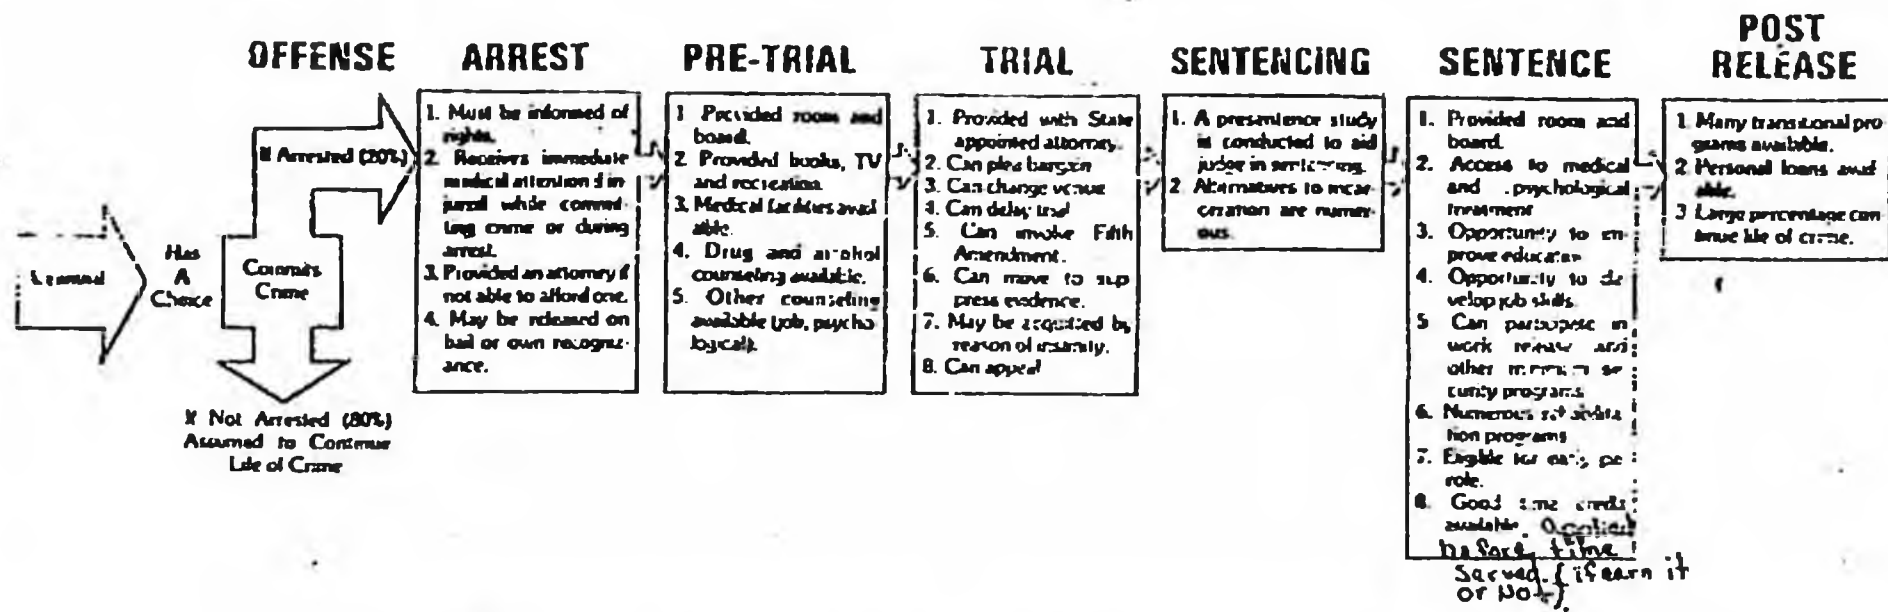 OFFENSE
ARREST
PRE-TRIAL
TRIAL
SENTENCING
SENTENCE
POST
RELEASE
Criminal
Has
A
Choice
Commits
Crime
If Arrested (20%)
If Not Arrested (80%)
Assumed to Continue
Life of Crime
1. Must be informed of
rights.
2. Receives immediate
medical attention if in-
jured while commit-
ting crime or during
arrest.
3. Provided an attorney if
not able to afford one.
4. May be released on
bail or own recogniz-
ance.
1 Provided room and
board.
2. Provided books, TV
and recreation.
3. Medical facilities avail
able.
4. Drug and alcohol
counseling available.
5. Other counseling
available (job, psycho
logical).
1. Provided with State
appointed attorney.
2. Can plea bargain
3. Can change venue
4. Can delay trial
5. Can invoke Fifth
Amendment.
6. Can move to sup
press evidence.
7. May be acquitted by
reason of insanity.
8. Can appeal
1. A presentence study
is conducted to aid
judge in sentencing.
2 Alternatives to incar-
ceration are numer-
ous.
1. Provided room and
board.
2. Access to medical
and psychological
treatment
3. Opportunity to im
prove education
4. Opportunity to de
velop job skills.
5 Can participate in
work release and
other minimum se
curity programs
6. Numerous rehabilita
tion programs
7. Eligible for early pa
role.
8. Good time credit
available. Applied
before time
Served. (if earn it
or Not).
1 Many transitional pro
grams available.
2 Personal loans avail
able.
3 Large percentage con
tinue life of crime.